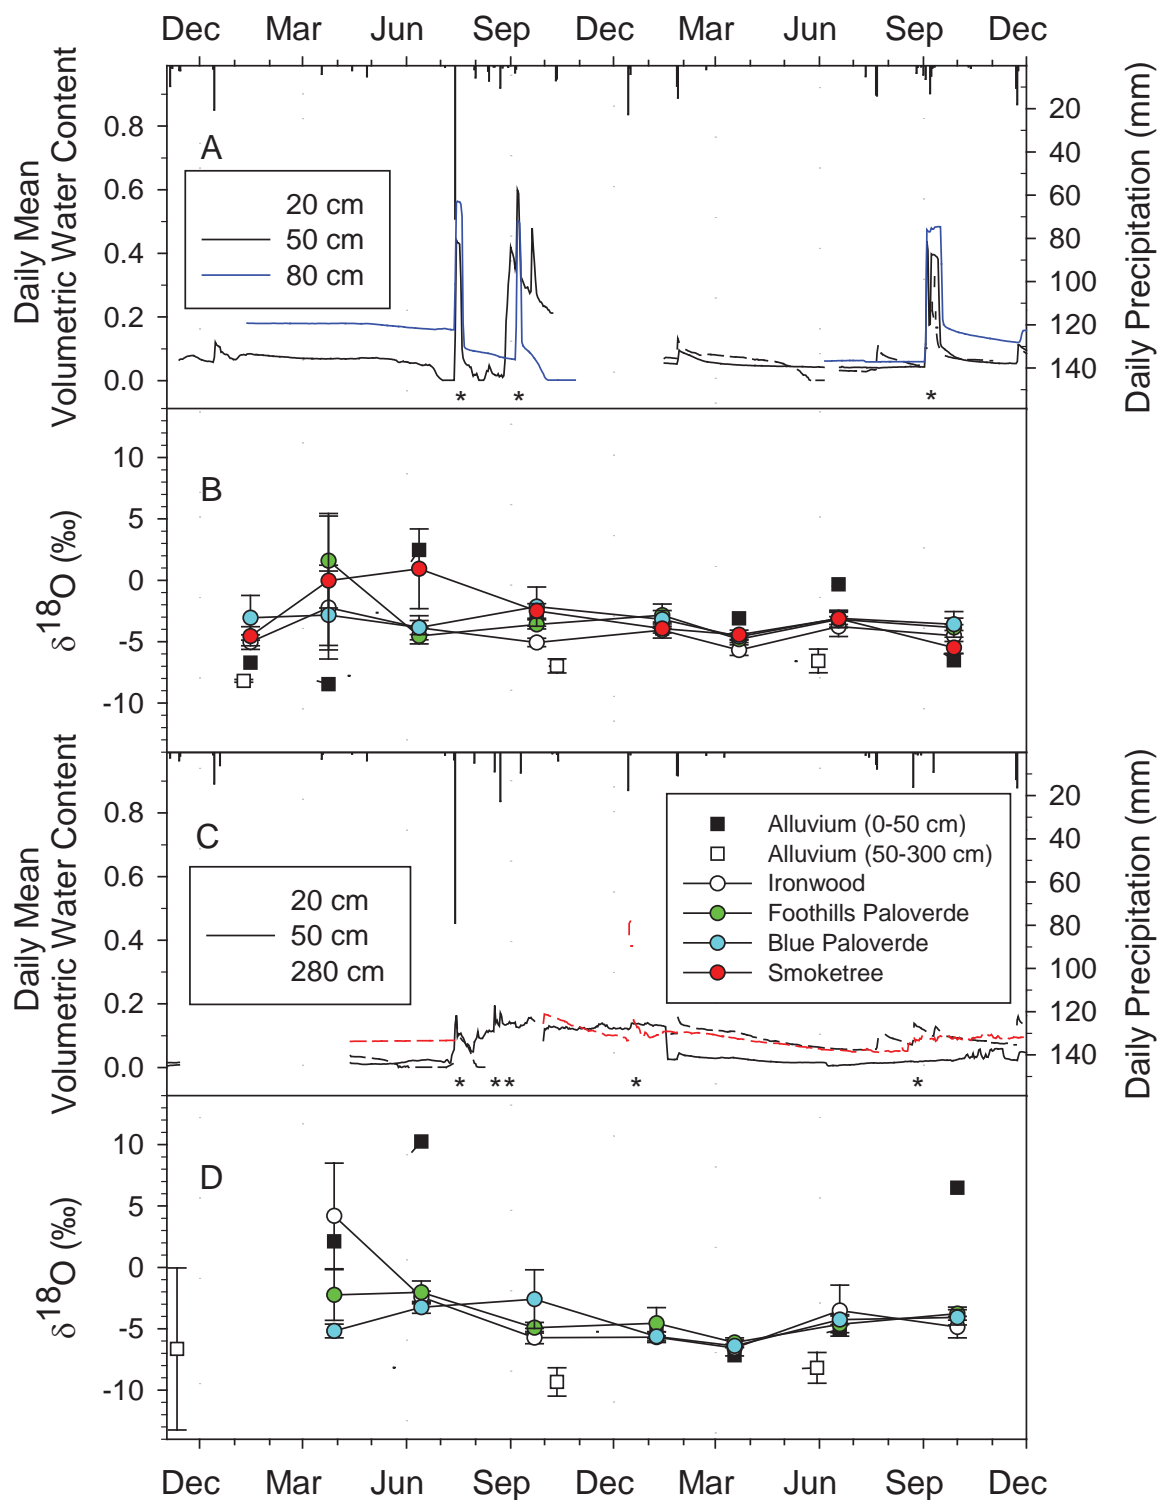 Dec Mar Jun Sep Dec Mar Jun Sep Dec
Daily Mean
Volumetric Water Content
0.8
0.6
0.4
0.2
0.0
A
20 cm
50 cm
80 cm
* * *
20
40
60
80
100
120
140
Daily Precipitation (mm)
δ18O (‰)
10
5
0
-5
-10
B
Daily Mean
Volumetric Water Content
0.8
0.6
0.4
0.2
0.0
C
20 cm
50 cm
280 cm
Alluvium (0-50 cm)
Alluvium (50-300 cm)
Ironwood
Foothills Paloverde
Blue Paloverde
Smoketree
* ** * *
20
40
60
80
100
120
140
Daily Precipitation (mm)
δ18O (‰)
10
5
0
-5
-10
D
Dec Mar Jun Sep Dec Mar Jun Sep Dec